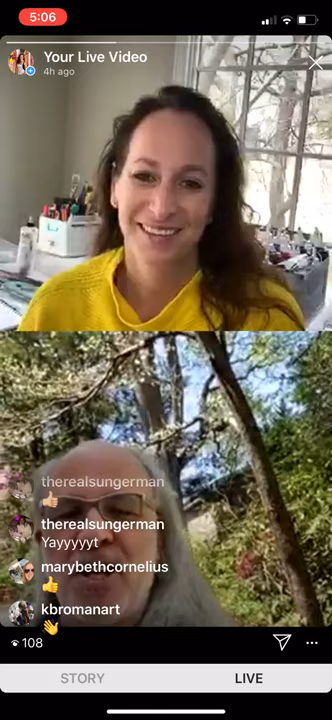 5:06
Your Live Video
4h ago
therealsungerman
👍🏼
therealsungerman
Yayyyyyt
marybethcornelius
👍
kbromanart
👋
108
STORY
LIVE